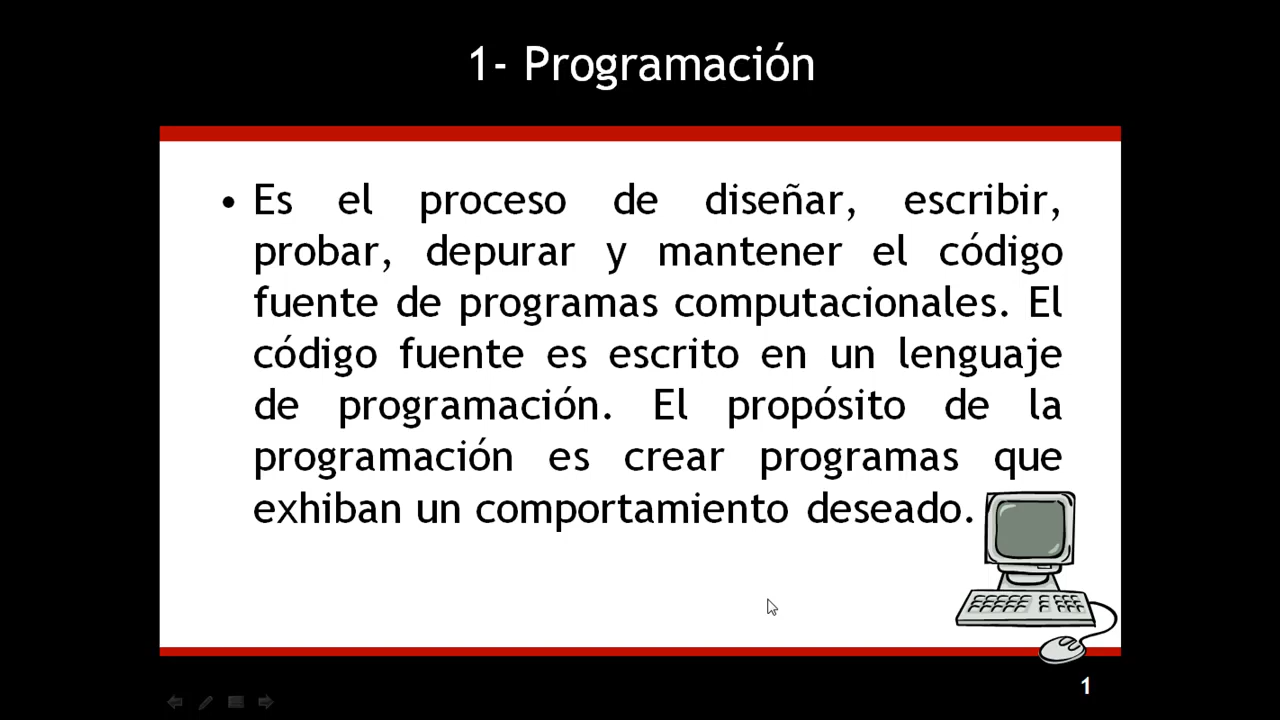 1- Programación
• Es el proceso de diseñar, escribir,
probar, depurar y mantener el código
fuente de programas computacionales. El
código fuente es escrito en un lenguaje
de programación. El propósito de la
programación es crear programas que
exhiban un comportamiento deseado.
1